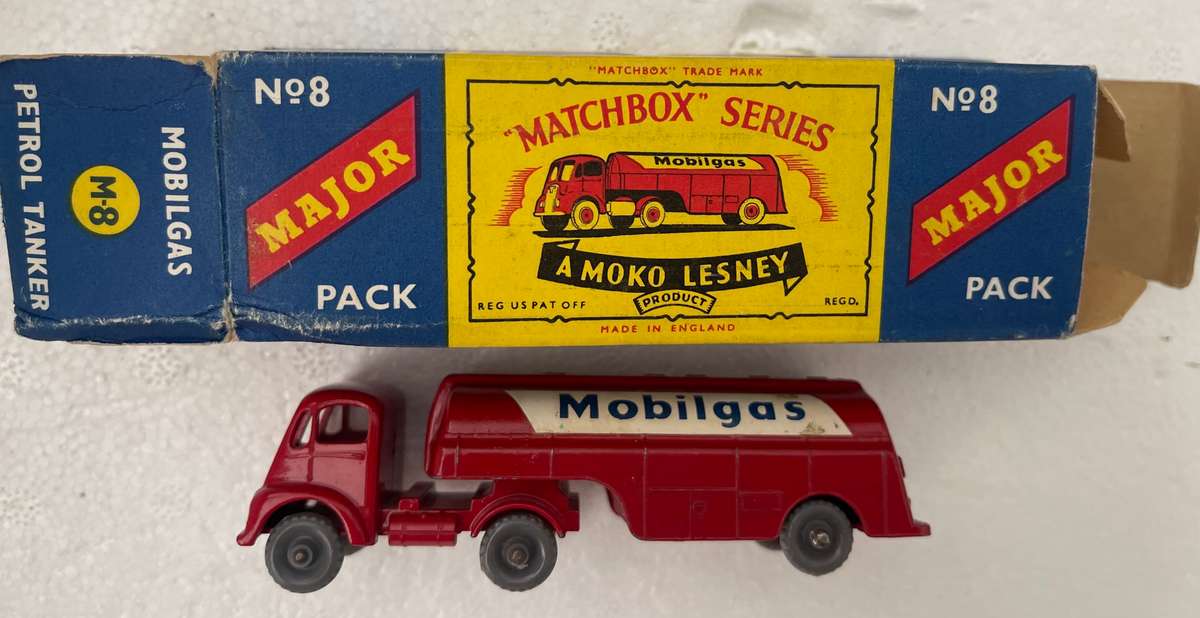 PETROL TANKER
M-8
MOBILGAS
Nº8
MAJOR
PACK
"MATCHBOX" TRADE MARK
"MATCHBOX" SERIES
Mobilgas
A MOKO LESNEY
PRODUCT
REG US PAT OFF
REGD.
MADE IN ENGLAND
Nº8
MAJOR
PACK
Mobilgas